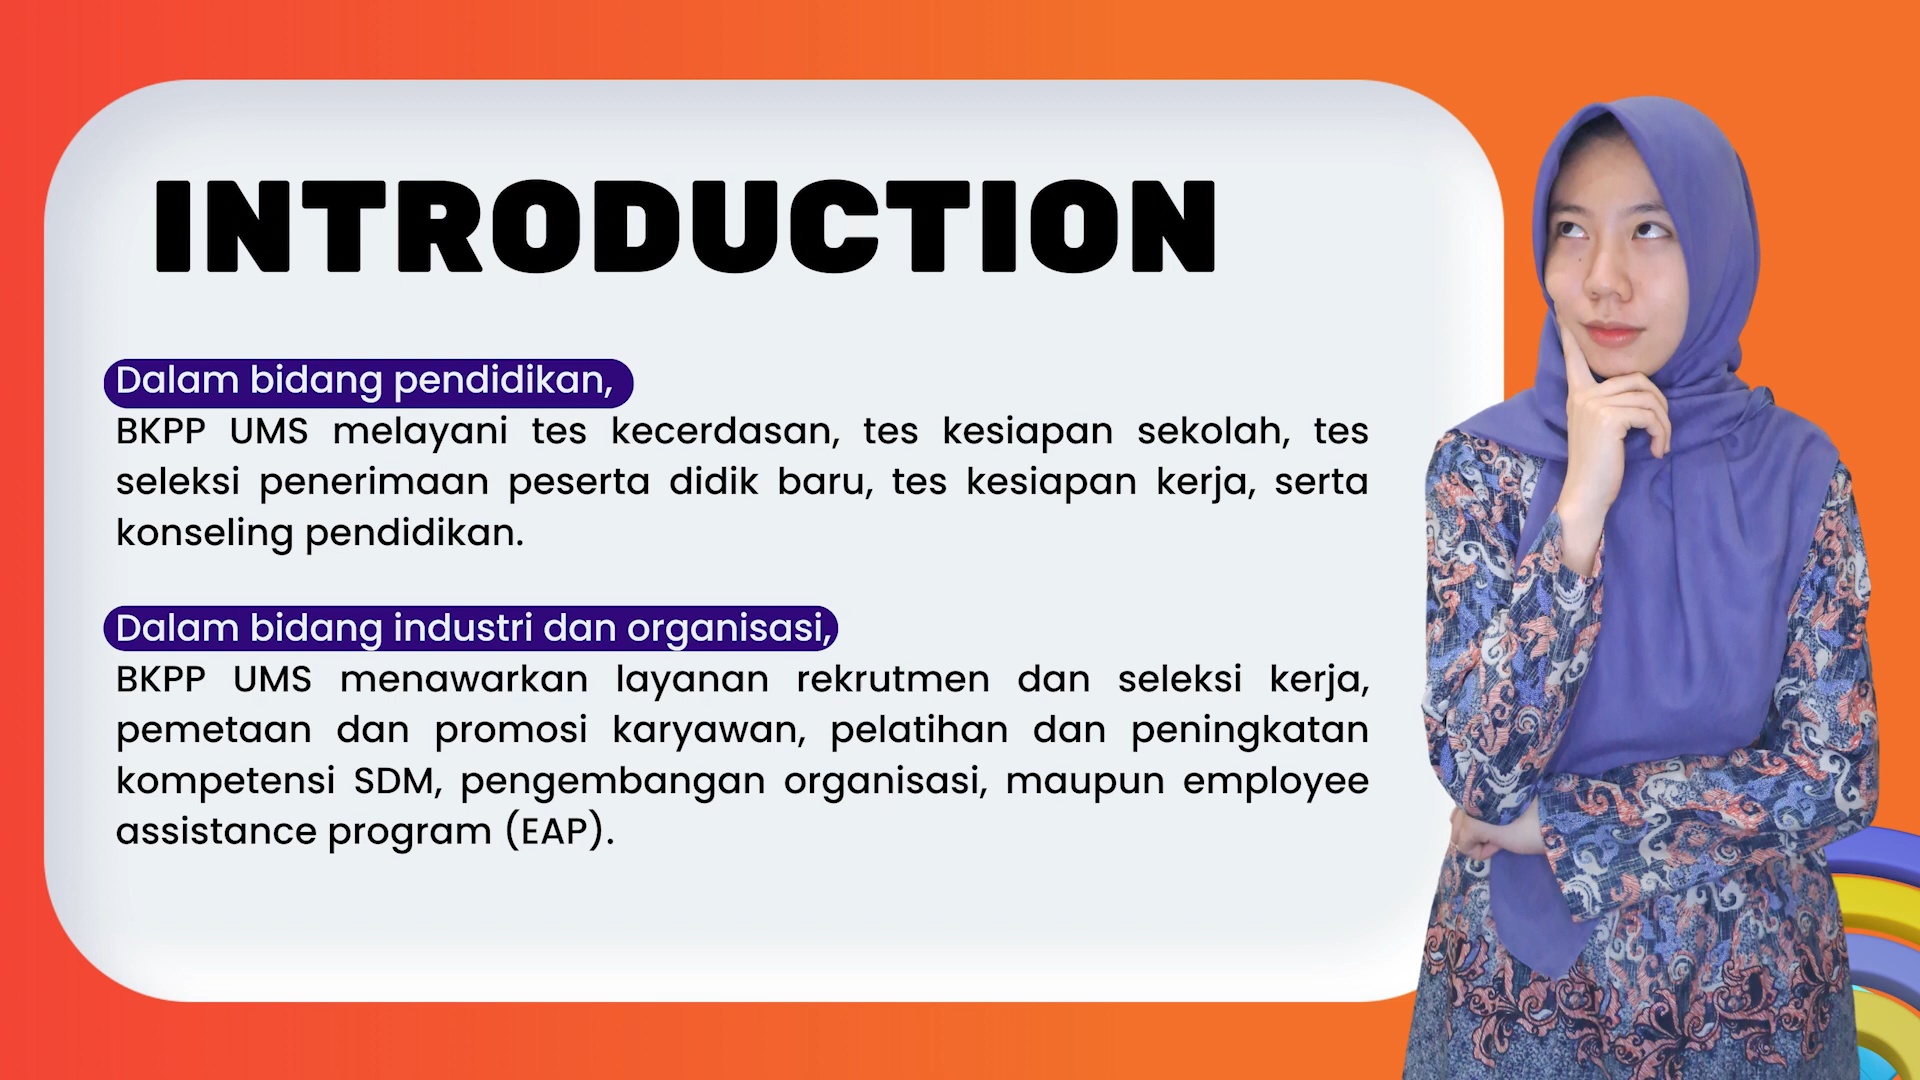 INTRODUCTION
Dalam bidang pendidikan,
BKPP UMS melayani tes kecerdasan, tes kesiapan sekolah, tes
seleksi penerimaan peserta didik baru, tes kesiapan kerja, serta
konseling pendidikan.
Dalam bidang industri dan organisasi,
BKPP UMS menawarkan layanan rekrutmen dan seleksi kerja,
pemetaan dan promosi karyawan, pelatihan dan peningkatan
kompetensi SDM, pengembangan organisasi, maupun employee
assistance program (EAP).